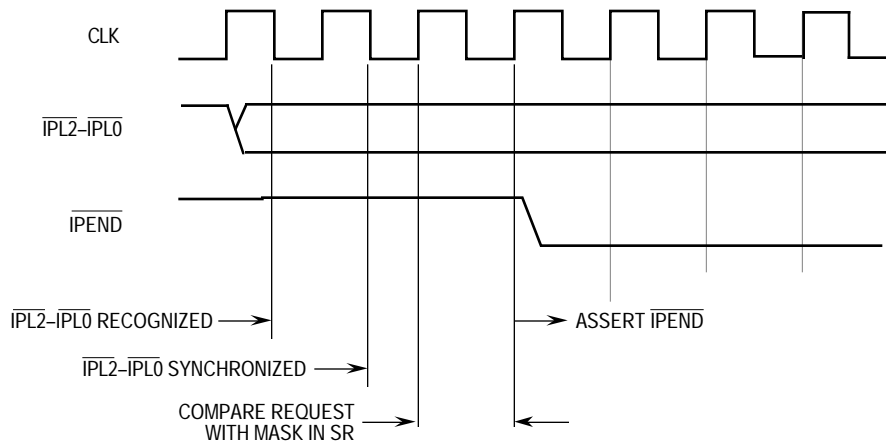 CLK
IPL2–IPL0
IPEND
IPL2–IPL0 RECOGNIZED
ASSERT IPEND
IPL2–IPL0 SYNCHRONIZED
COMPARE REQUEST
WITH MASK IN SR